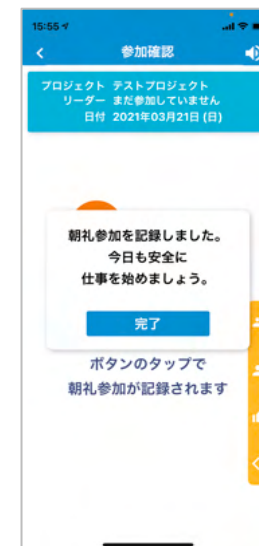 15:55
参加確認
プロジェクト テストプロジェクト
リーダー まだ参加していません
日付 2021年03月21日 (日)
朝礼参加を記録しました。
今日も安全に
仕事を始めましょう。
完了
ボタンのタップで
朝礼参加が記録されます